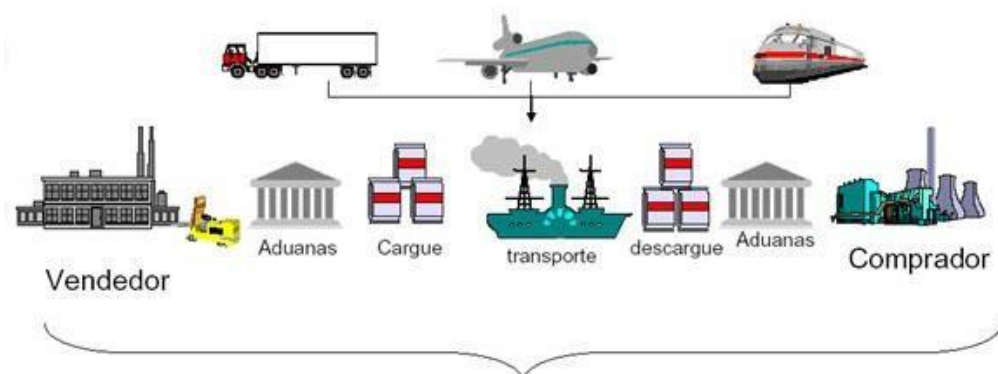 Vendedor
Aduanas
Cargue
transporte
descargue
Aduanas
Comprador